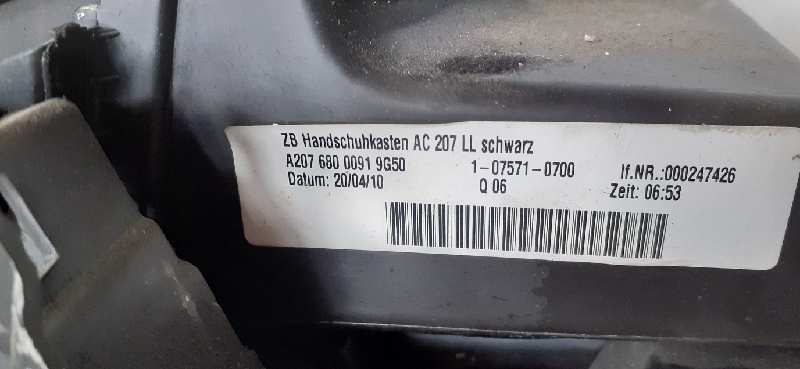 ZB Handschuhkasten AC 207 LL schwarz
A207 680 0091 9G50 1-07571-0700 lf.NR.:000247426
Datum: 20/04/10 Q 06 Zeit: 06:53